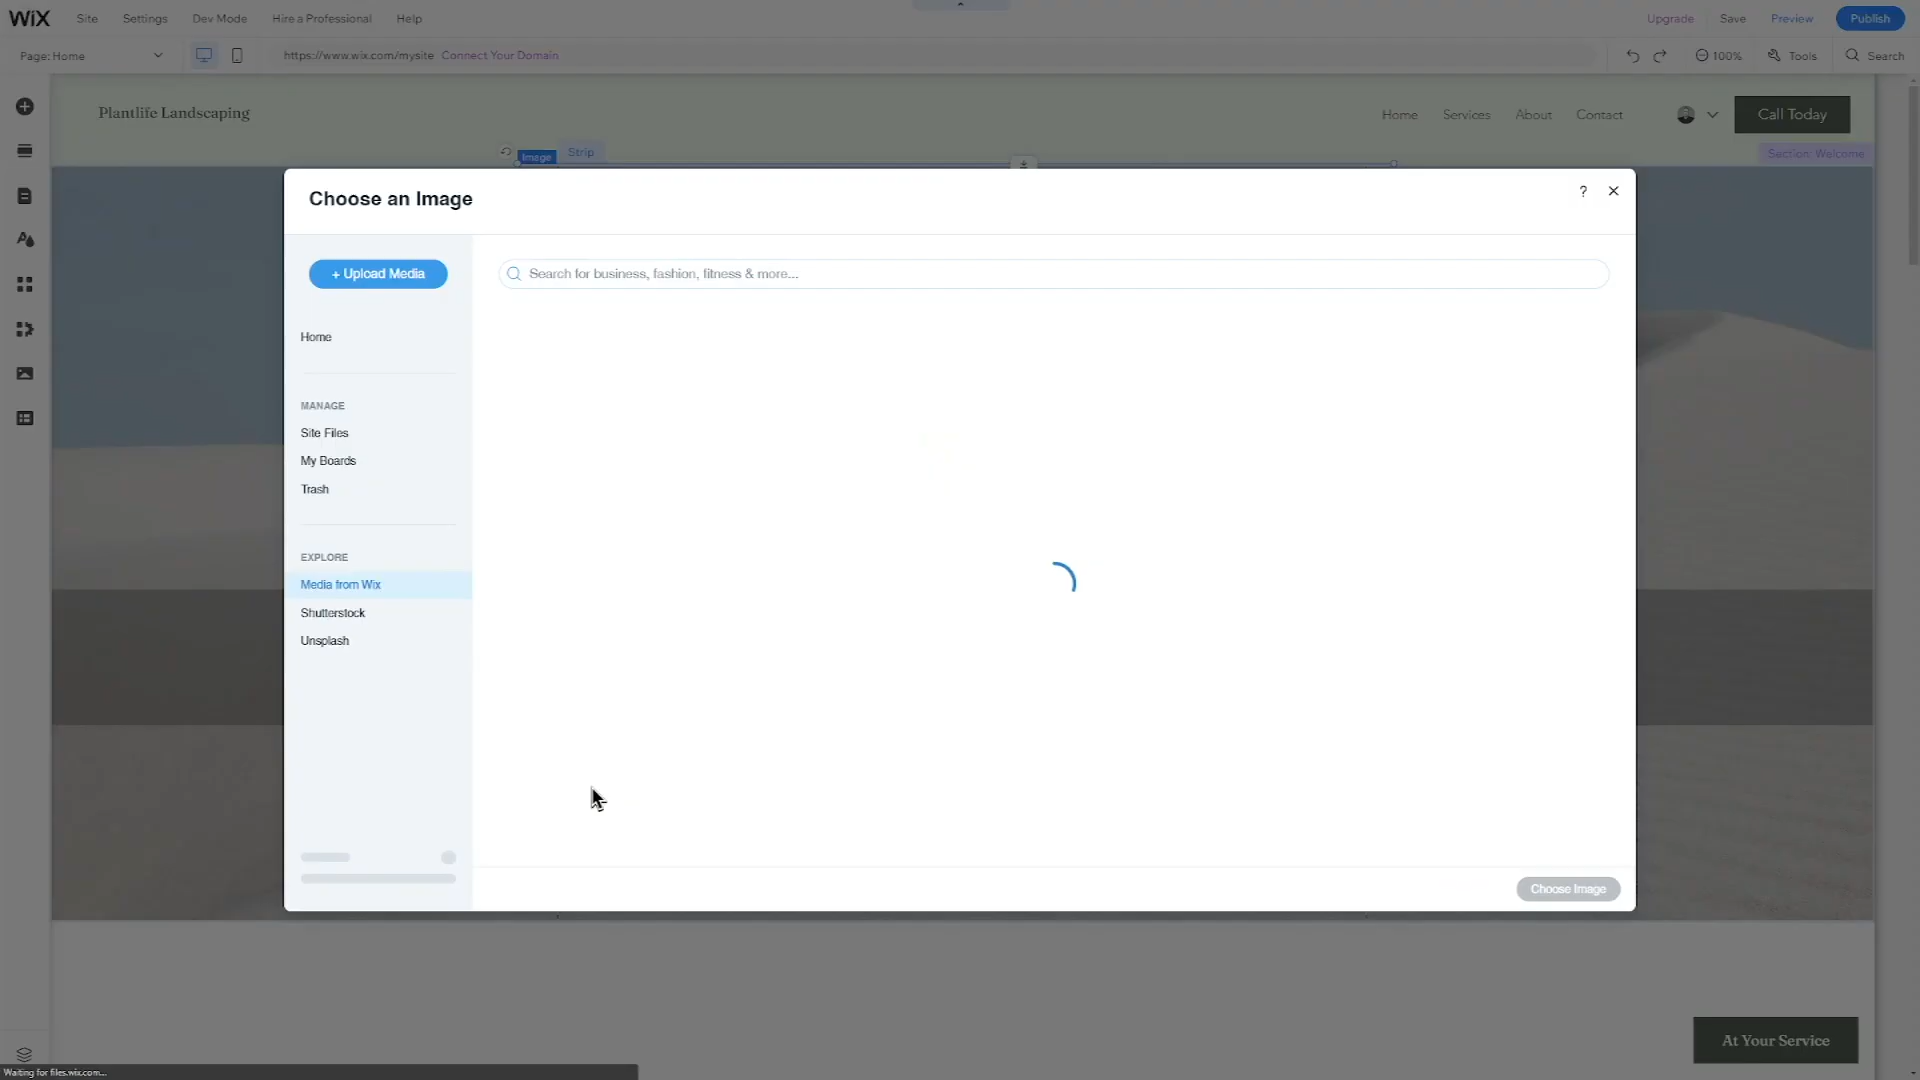 WiX Site Settings Dev Mode Hire a Professional Help Upgrade Save Preview Publish
Page: Home https://www.wix.com/mysite Connect Your Domain 100% Tools Search
Plantlife Landscaping Home Services About Contact Call Today
Image Strip Section: Welcome
Choose an Image ?
+ Upload Media
Search for business, fashion, fitness & more...
Home
MANAGE
Site Files
My Boards
Trash
EXPLORE
Media from Wix
Shutterstock
Unsplash
Choose Image
At Your Service
Waiting for files.wix.com...